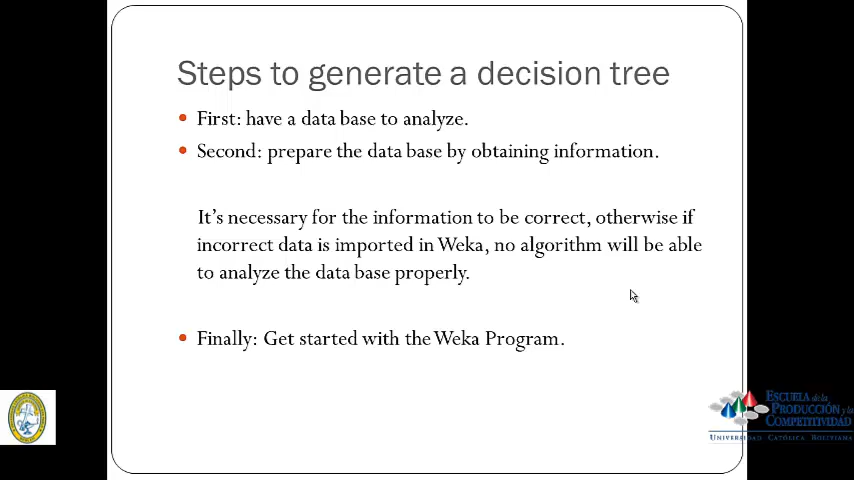 Steps to generate a decision tree
First: have a data base to analyze.
Second: prepare the data base by obtaining information.
It's necessary for the information to be correct, otherwise if
incorrect data is imported in Weka, no algorithm will be able
to analyze the data base properly.
Finally: Get started with the Weka Program.
ESCUELA de la
PRODUCCIÓN y la
COMPETITIVIDAD
UNIVERSIDAD CATÓLICA BOLIVIANA